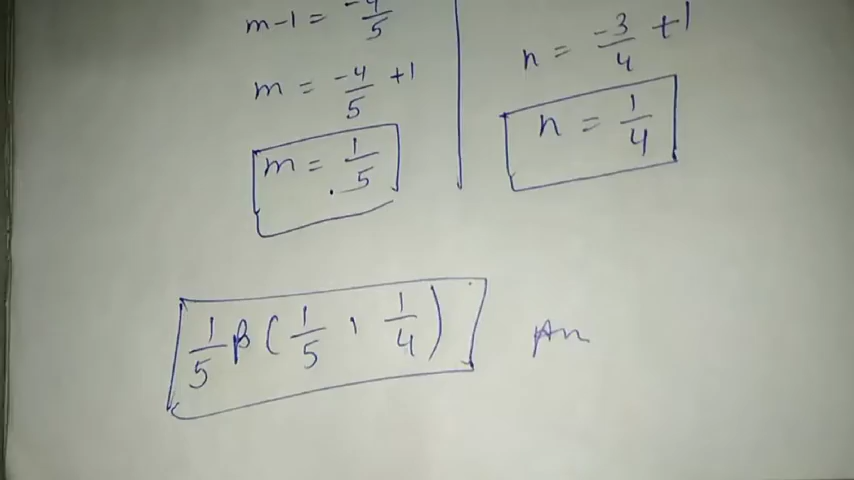 m-1 = -4/5
m = -4/5 +1
m = 1/5
n = -3/4 +1
n = 1/4
1/5 β(1/5, 1/4) An